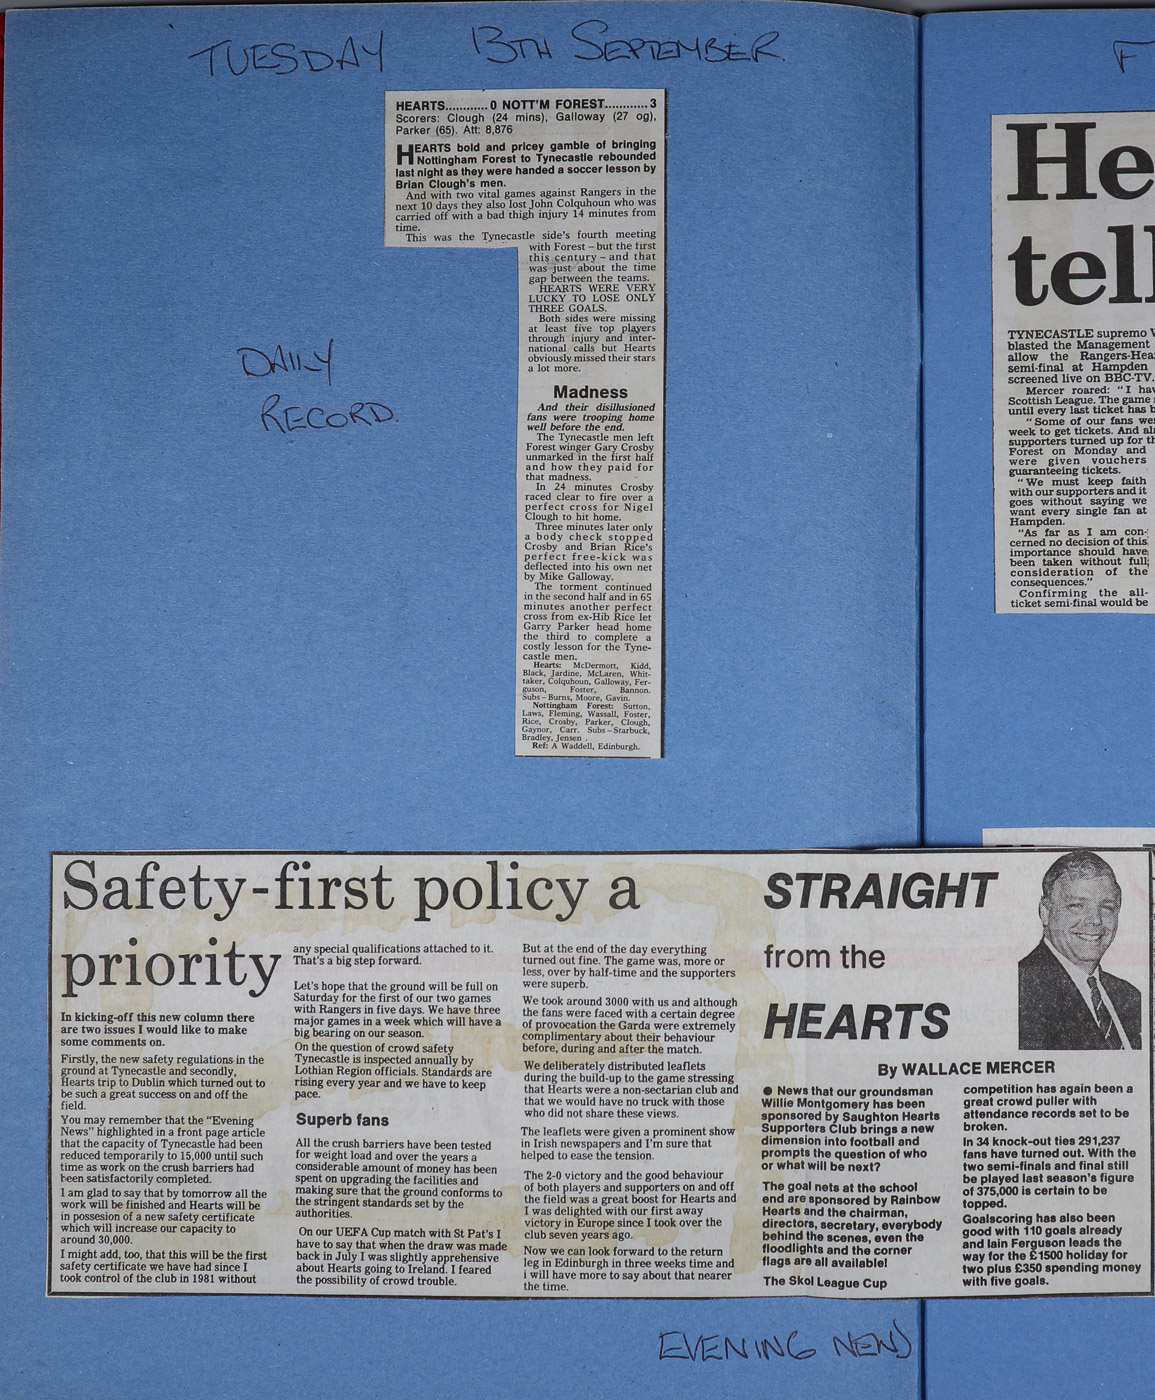 TUESDAY 13TH SEPTEMBER.
HEARTS............ 0 NOTT'M FOREST............ 3
Scorers: Clough (24 mins), Galloway (27 og),
Parker (65). Att: 8,876
HEARTS bold and pricey gamble of bringing
Nottingham Forest to Tynecastle rebounded
last night as they were handed a soccer lesson by
Brian Clough's men.
And with two vital games against Rangers in the
next 10 days they also lost John Colquhoun who was
carried off with a bad thigh injury 14 minutes from
time.
This was the Tynecastle side's fourth meeting
with Forest – but the first
this century – and that
was just about the time
gap between the teams.
HEARTS WERE VERY
LUCKY TO LOSE ONLY
THREE GOALS.
Both sides were missing
at least five top players
through injury and inter-
national calls but Hearts
obviously missed their stars
a lot more.
Madness
And their disillusioned
fans were trooping home
well before the end.
The Tynecastle men left
Forest winger Gary Crosby
unmarked in the first half
and how they paid for
that madness.
In 24 minutes Crosby
raced clear to fire over a
perfect cross for Nigel
Clough to hit home.
Three minutes later only
a body check stopped
Crosby and Brian Rice's
perfect free-kick was
deflected into his own net
by Mike Galloway.
The torment continued
in the second half and in 65
minutes another perfect
cross from ex-Hib Rice let
Garry Parker head home
the third to complete a
costly lesson for the Tyne-
castle men.
Hearts: McDermott, Kidd,
Black, Jardine, McLaren, Whit-
taker, Colquhoun, Galloway, Fer-
guson, Foster, Bannon.
Subs – Burns, Moore, Gavin.
Nottingham Forest: Sutton,
Laws, Fleming, Wassall, Foster,
Rice, Crosby, Parker, Clough,
Gaynor, Carr. Subs – Starbuck,
Bradley, Jensen .
Ref: A Waddell, Edinburgh.
DAILY
RECORD.
F
He
tell
TYNECASTLE supremo W
blasted the Management
allow the Rangers-Hea
semi-final at Hampden
screened live on BBC-TV.
Mercer roared: "I hav
Scottish League. The game
until every last ticket has b
"Some of our fans wer
week to get tickets. And al
supporters turned up for th
Forest on Monday and
were given vouchers
guaranteeing tickets.
"We must keep faith
with our supporters and it
goes without saying we
want every single fan at
Hampden.
"As far as I am con-
cerned no decision of this
importance should have
been taken without full
consideration of the
consequences."
Confirming the all-
ticket semi-final would be
Safety-first policy a
priority
In kicking-off this new column there
are two issues I would like to make
some comments on.
Firstly, the new safety regulations in the
ground at Tynecastle and secondly,
Hearts trip to Dublin which turned out to
be such a great success on and off the
field.
You may remember that the "Evening
News" highlighted in a front page article
that the capacity of Tynecastle had been
reduced temporarily to 15,000 until such
time as work on the crush barriers had
been satisfactorily completed.
I am glad to say that by tomorrow all the
work will be finished and Hearts will be
in possesion of a new safety certificate
which will increase our capacity to
around 30,000.
I might add, too, that this will be the first
safety certificate we have had since I
took control of the club in 1981 without
any special qualifications attached to it.
That's a big step forward.
Let's hope that the ground will be full on
Saturday for the first of our two games
with Rangers in five days. We have three
major games in a week which will have a
big bearing on our season.
On the question of crowd safety
Tynecastle is inspected annually by
Lothian Region officials. Standards are
rising every year and we have to keep
pace.
Superb fans
All the crush barriers have been tested
for weight load and over the years a
considerable amount of money has been
spent on upgrading the facilities and
making sure that the ground conforms to
the stringent standards set by the
authorities.
On our UEFA Cup match with St Pat's I
have to say that when the draw was made
back in July I was slightly apprehensive
about Hearts going to Ireland. I feared
the possibility of crowd trouble.
But at the end of the day everything
turned out fine. The game was, more or
less, over by half-time and the supporters
were superb.
We took around 3000 with us and although
the fans were faced with a certain degree
of provocation the Garda were extremely
complimentary about their behaviour
before, during and after the match.
We deliberately distributed leaflets
during the build-up to the game stressing
that Hearts were a non-sectarian club and
that we would have no truck with those
who did not share these views.
The leaflets were given a prominent show
in Irish newspapers and I'm sure that
helped to ease the tension.
The 2-0 victory and the good behaviour
of both players and supporters on and off
the field was a great boost for Hearts and
I was delighted with our first away
victory in Europe since I took over the
club seven years ago.
Now we can look forward to the return
leg in Edinburgh in three weeks time and
i will have more to say about that nearer
the time.
STRAIGHT
from the
HEARTS
By WALLACE MERCER
● News that our groundsman
Willie Montgomery has been
sponsored by Saughton Hearts
Supporters Club brings a new
dimension into football and
prompts the question of who
or what will be next?
The goal nets at the school
end are sponsored by Rainbow
Hearts and the chairman,
directors, secretary, everybody
behind the scenes, even the
floodlights and the corner
flags are all available!
The Skol League Cup
competition has again been a
great crowd puller with
attendance records set to be
broken.
In 34 knock-out ties 291,237
fans have turned out. With the
two semi-finals and final still
be played last season's figure
of 375,000 is certain to be
topped.
Goalscoring has also been
good with 110 goals already
and Iain Ferguson leads the
way for the £1500 holiday for
two plus £350 spending money
with five goals.
EVENING NEWS